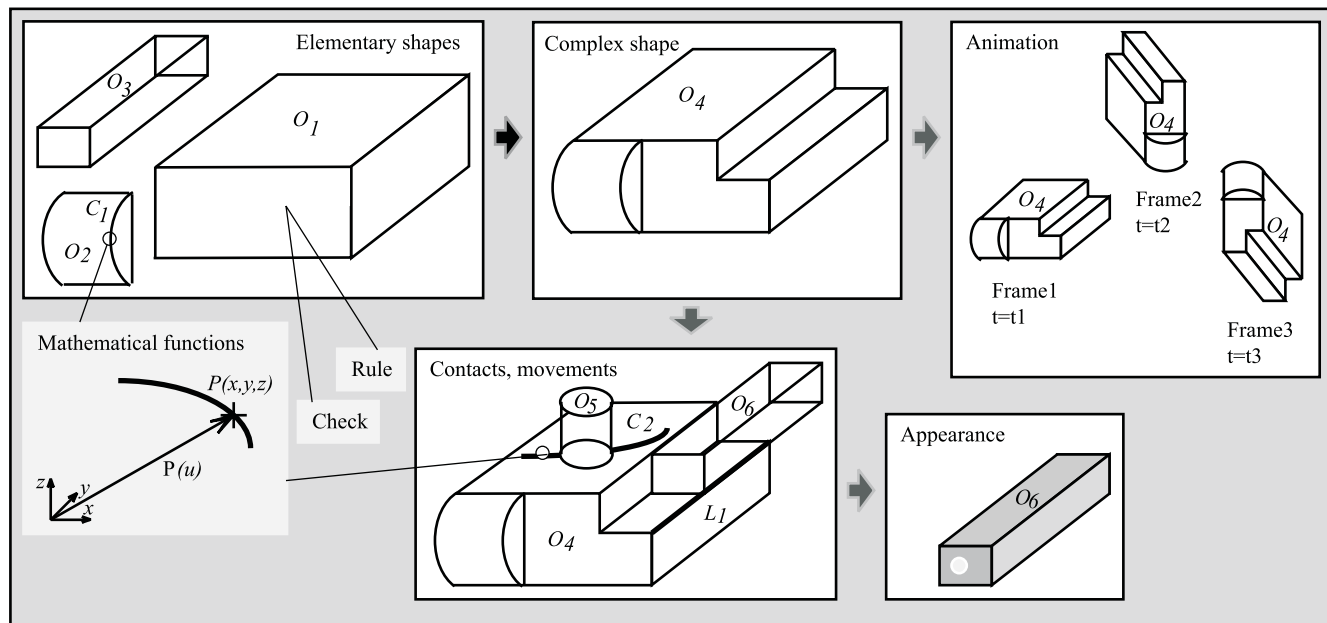 Elementary shapes
O3
O1
C1
O2
Complex shape
O4
Animation
O4
O4
Frame2
t=t2
O4
Frame1
t=t1
Frame3
t=t3
Mathematical functions
P(x,y,z)
P(u)
z
y
x
Rule
Check
Contacts, movements
O5
C2
O6
L1
O4
Appearance
O6